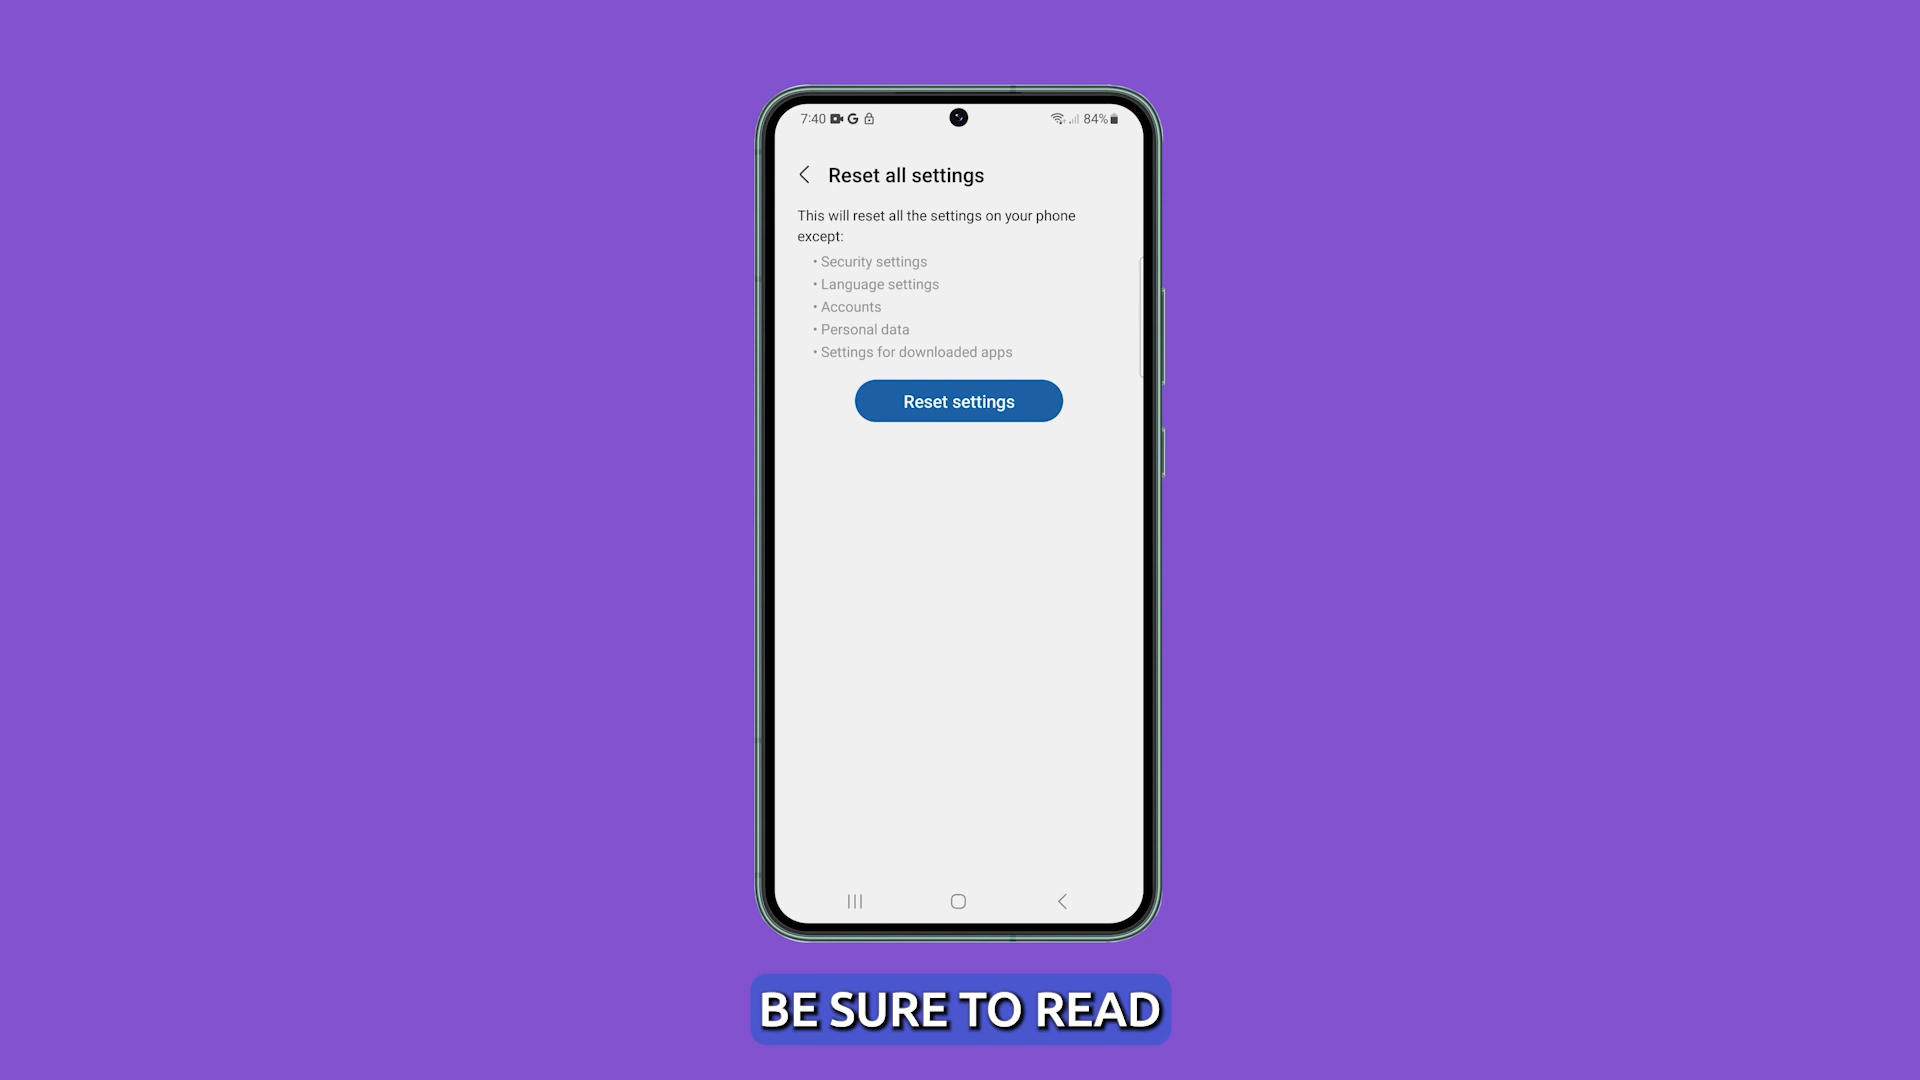 7:40 G 84%
Reset all settings
This will reset all the settings on your phone
except:
• Security settings
• Language settings
• Accounts
• Personal data
• Settings for downloaded apps
Reset settings
BE SURE TO READ